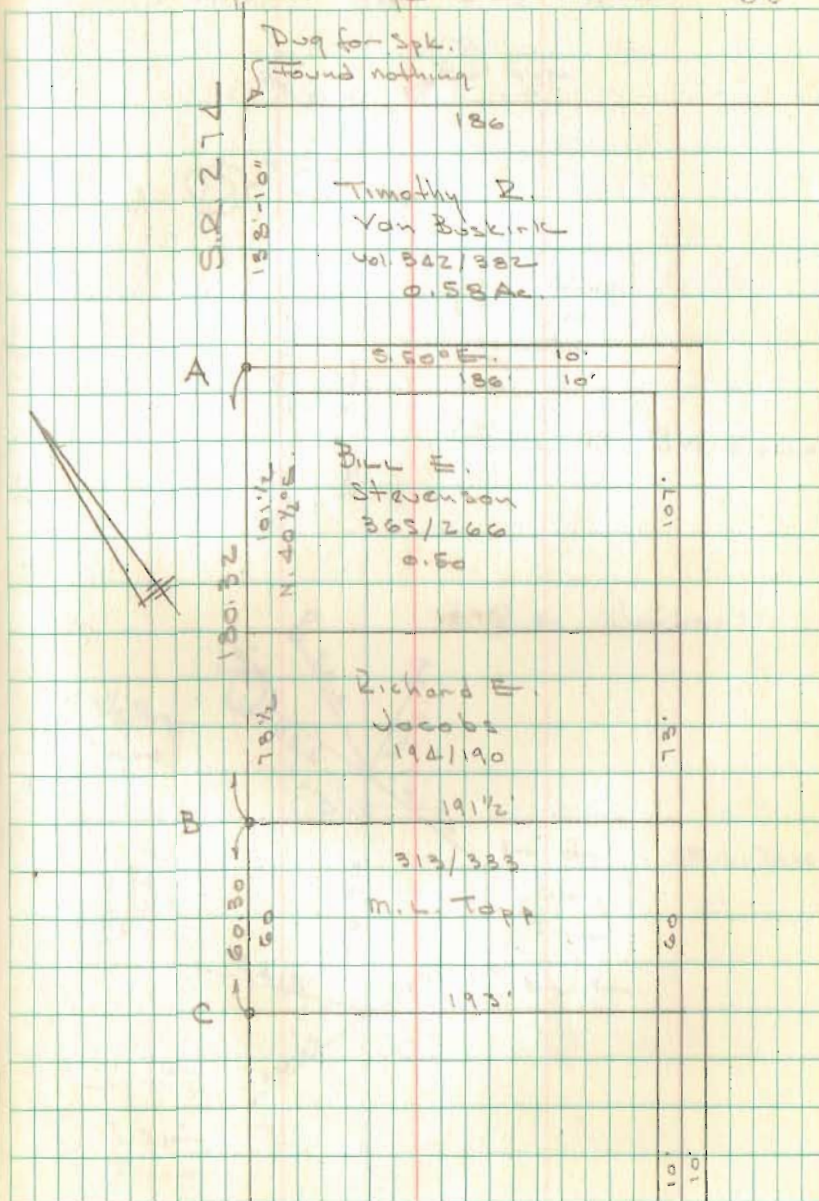 Dug for Spk.
Found nothing
S.R. 274
186
138'-10"
Timothy R.
Van Buskirk
Vol. 342/382
0.58 Ac.
A
S. 50° E. 10'
186' 10'
180.32
101½
N. 40½° E.
Bill E.
Stevenson
365/266
0.50
107'
Richard E.
Jacobs
194/190
78½
73'
B
191½'
313/333
M. L. Tapp
60.30
60
60
C
193'
10'
10'